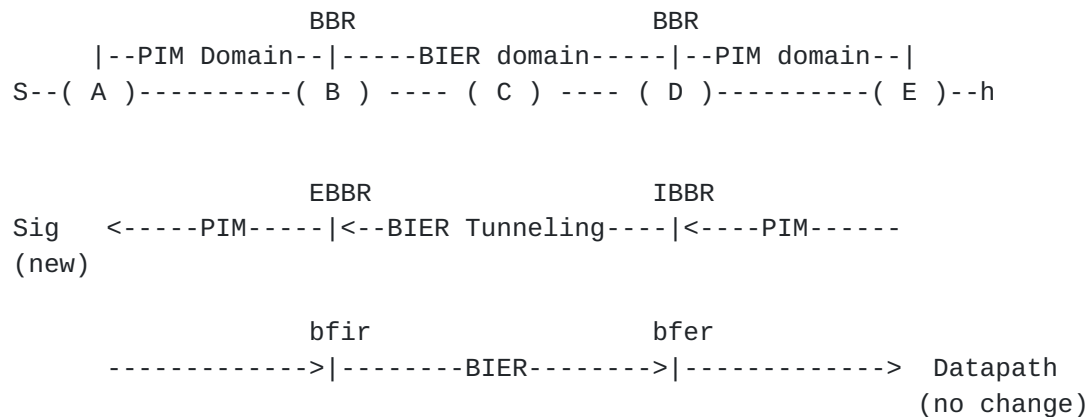 BBR                     BBR
     |--PIM Domain--|-----BIER domain-----|--PIM domain--|
S--( A )----------( B ) ---- ( C ) ---- ( D )----------( E )--h
                   EBBR                    IBBR
Sig   <-----PIM-----|<--BIER Tunneling----|<----PIM------
(new)
                   bfir                    bfer
      ------------->|--------BIER-------->|-------------> Datapath
                                                         (no change)